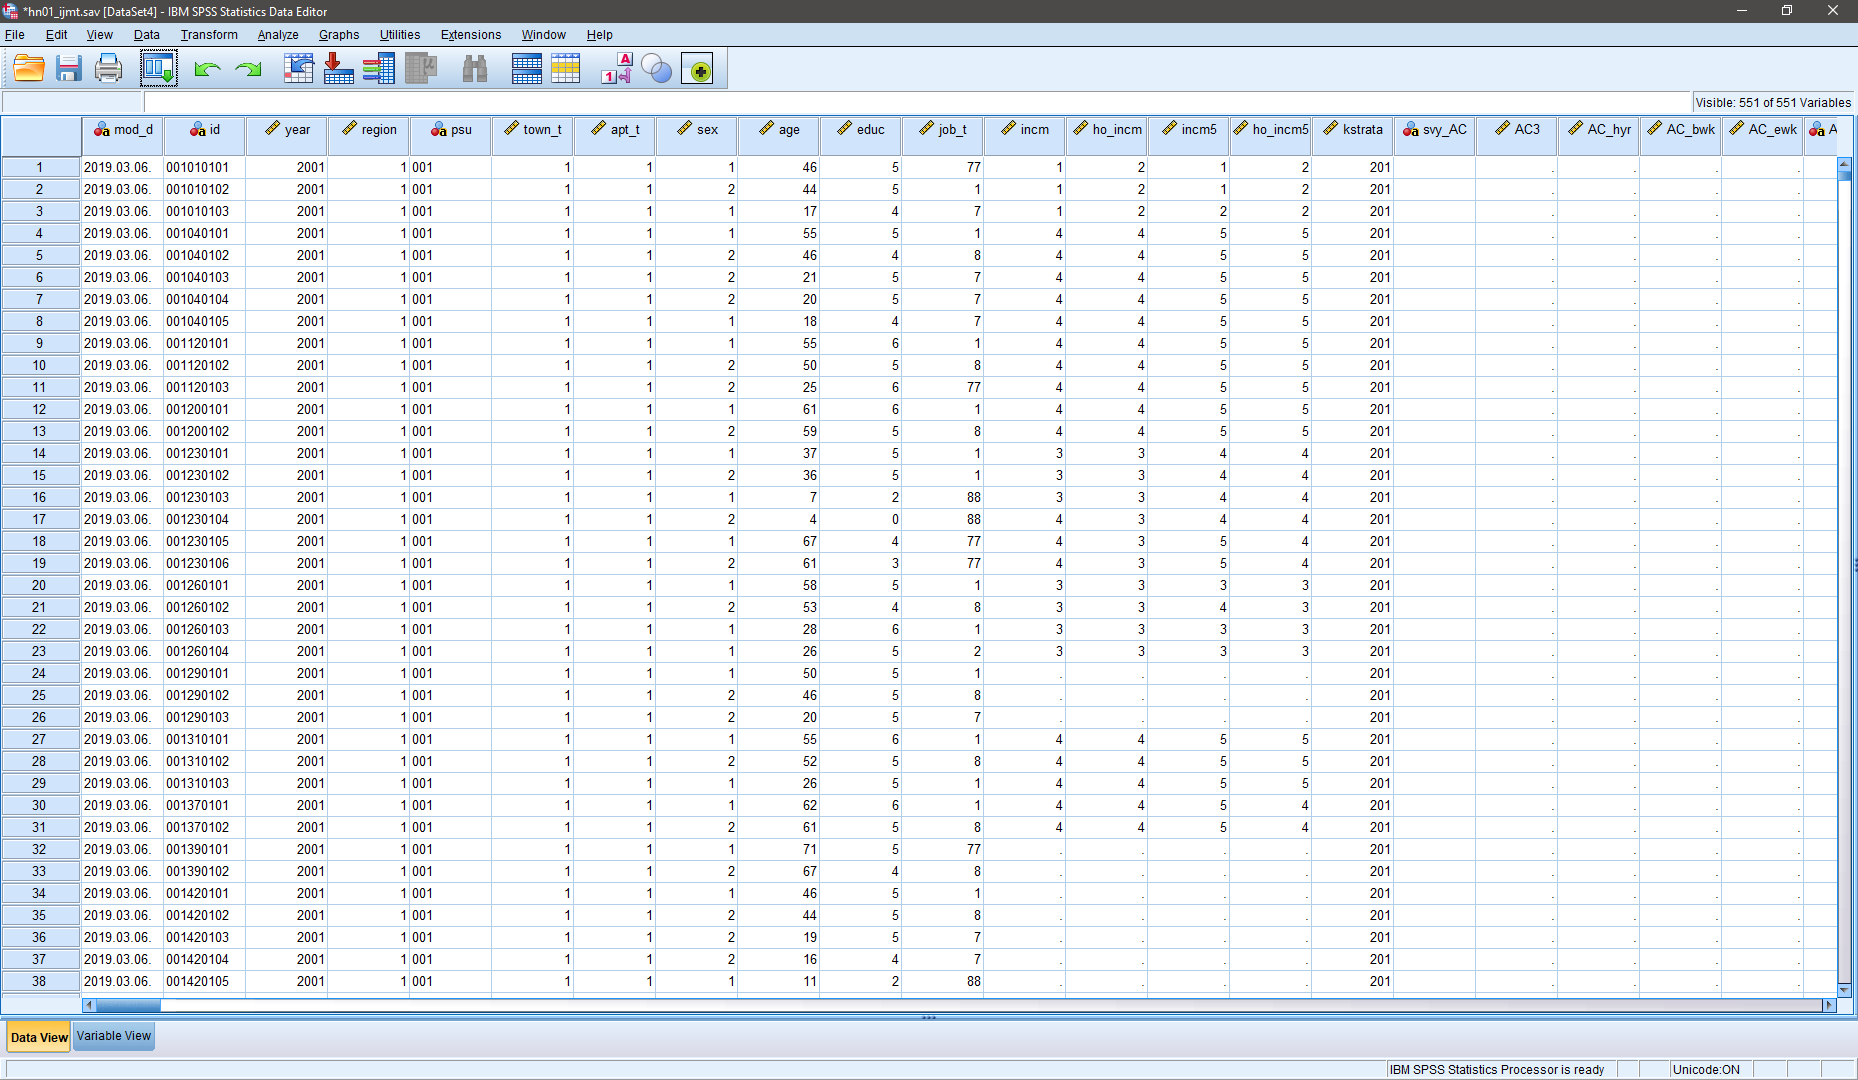 *hn01_ijmt.sav [DataSet4] - IBM SPSS Statistics Data Editor
File Edit View Data Transform Analyze Graphs Utilities Extensions Window Help
Visible: 551 of 551 Variables
mod_d id year region psu town_t apt_t sex age educ job_t incm ho_incm incm5 ho_incm5 kstrata svy_AC AC3 AC_hyr AC_bwk AC_ewk A
1 2019.03.06. 001010101 2001 1 001 1 1 1 46 5 77 1 2 1 2 201 . . . .
2 2019.03.06. 001010102 2001 1 001 1 1 2 44 5 1 1 2 1 2 201 . . . .
3 2019.03.06. 001010103 2001 1 001 1 1 1 17 4 7 1 2 2 2 201 . . . .
4 2019.03.06. 001040101 2001 1 001 1 1 1 55 5 1 4 4 5 5 201 . . . .
5 2019.03.06. 001040102 2001 1 001 1 1 2 46 4 8 4 4 5 5 201 . . . .
6 2019.03.06. 001040103 2001 1 001 1 1 2 21 5 7 4 4 5 5 201 . . . .
7 2019.03.06. 001040104 2001 1 001 1 1 2 20 5 7 4 4 5 5 201 . . . .
8 2019.03.06. 001040105 2001 1 001 1 1 1 18 4 7 4 4 5 5 201 . . . .
9 2019.03.06. 001120101 2001 1 001 1 1 1 55 6 1 4 4 5 5 201 . . . .
10 2019.03.06. 001120102 2001 1 001 1 1 2 50 5 8 4 4 5 5 201 . . . .
11 2019.03.06. 001120103 2001 1 001 1 1 2 25 6 77 4 4 5 5 201 . . . .
12 2019.03.06. 001200101 2001 1 001 1 1 1 61 6 1 4 4 5 5 201 . . . .
13 2019.03.06. 001200102 2001 1 001 1 1 2 59 5 8 4 4 5 5 201 . . . .
14 2019.03.06. 001230101 2001 1 001 1 1 1 37 5 1 3 3 4 4 201 . . . .
15 2019.03.06. 001230102 2001 1 001 1 1 2 36 5 1 3 3 4 4 201 . . . .
16 2019.03.06. 001230103 2001 1 001 1 1 1 7 2 88 3 3 4 4 201 . . . .
17 2019.03.06. 001230104 2001 1 001 1 1 2 4 0 88 4 3 4 4 201 . . . .
18 2019.03.06. 001230105 2001 1 001 1 1 1 67 4 77 4 3 5 4 201 . . . .
19 2019.03.06. 001230106 2001 1 001 1 1 2 61 3 77 4 3 5 4 201 . . . .
20 2019.03.06. 001260101 2001 1 001 1 1 1 58 5 1 3 3 3 3 201 . . . .
21 2019.03.06. 001260102 2001 1 001 1 1 2 53 4 8 3 3 4 3 201 . . . .
22 2019.03.06. 001260103 2001 1 001 1 1 1 28 6 1 3 3 3 3 201 . . . .
23 2019.03.06. 001260104 2001 1 001 1 1 1 26 5 2 3 3 3 3 201 . . . .
24 2019.03.06. 001290101 2001 1 001 1 1 1 50 5 1 . . . . 201 . . . .
25 2019.03.06. 001290102 2001 1 001 1 1 2 46 5 8 . . . . 201 . . . .
26 2019.03.06. 001290103 2001 1 001 1 1 2 20 5 7 . . . . 201 . . . .
27 2019.03.06. 001310101 2001 1 001 1 1 1 55 6 1 4 4 5 5 201 . . . .
28 2019.03.06. 001310102 2001 1 001 1 1 2 52 5 8 4 4 5 5 201 . . . .
29 2019.03.06. 001310103 2001 1 001 1 1 1 26 5 1 4 4 5 5 201 . . . .
30 2019.03.06. 001370101 2001 1 001 1 1 1 62 6 1 4 4 5 4 201 . . . .
31 2019.03.06. 001370102 2001 1 001 1 1 2 61 5 8 4 4 5 4 201 . . . .
32 2019.03.06. 001390101 2001 1 001 1 1 1 71 5 77 . . . . 201 . . . .
33 2019.03.06. 001390102 2001 1 001 1 1 2 67 4 8 . . . . 201 . . . .
34 2019.03.06. 001420101 2001 1 001 1 1 1 46 5 1 . . . . 201 . . . .
35 2019.03.06. 001420102 2001 1 001 1 1 2 44 5 8 . . . . 201 . . . .
36 2019.03.06. 001420103 2001 1 001 1 1 2 19 5 7 . . . . 201 . . . .
37 2019.03.06. 001420104 2001 1 001 1 1 2 16 4 7 . . . . 201 . . . .
38 2019.03.06. 001420105 2001 1 001 1 1 1 11 2 88 . . . . 201 . . . .
Data View Variable View
IBM SPSS Statistics Processor is ready Unicode:ON